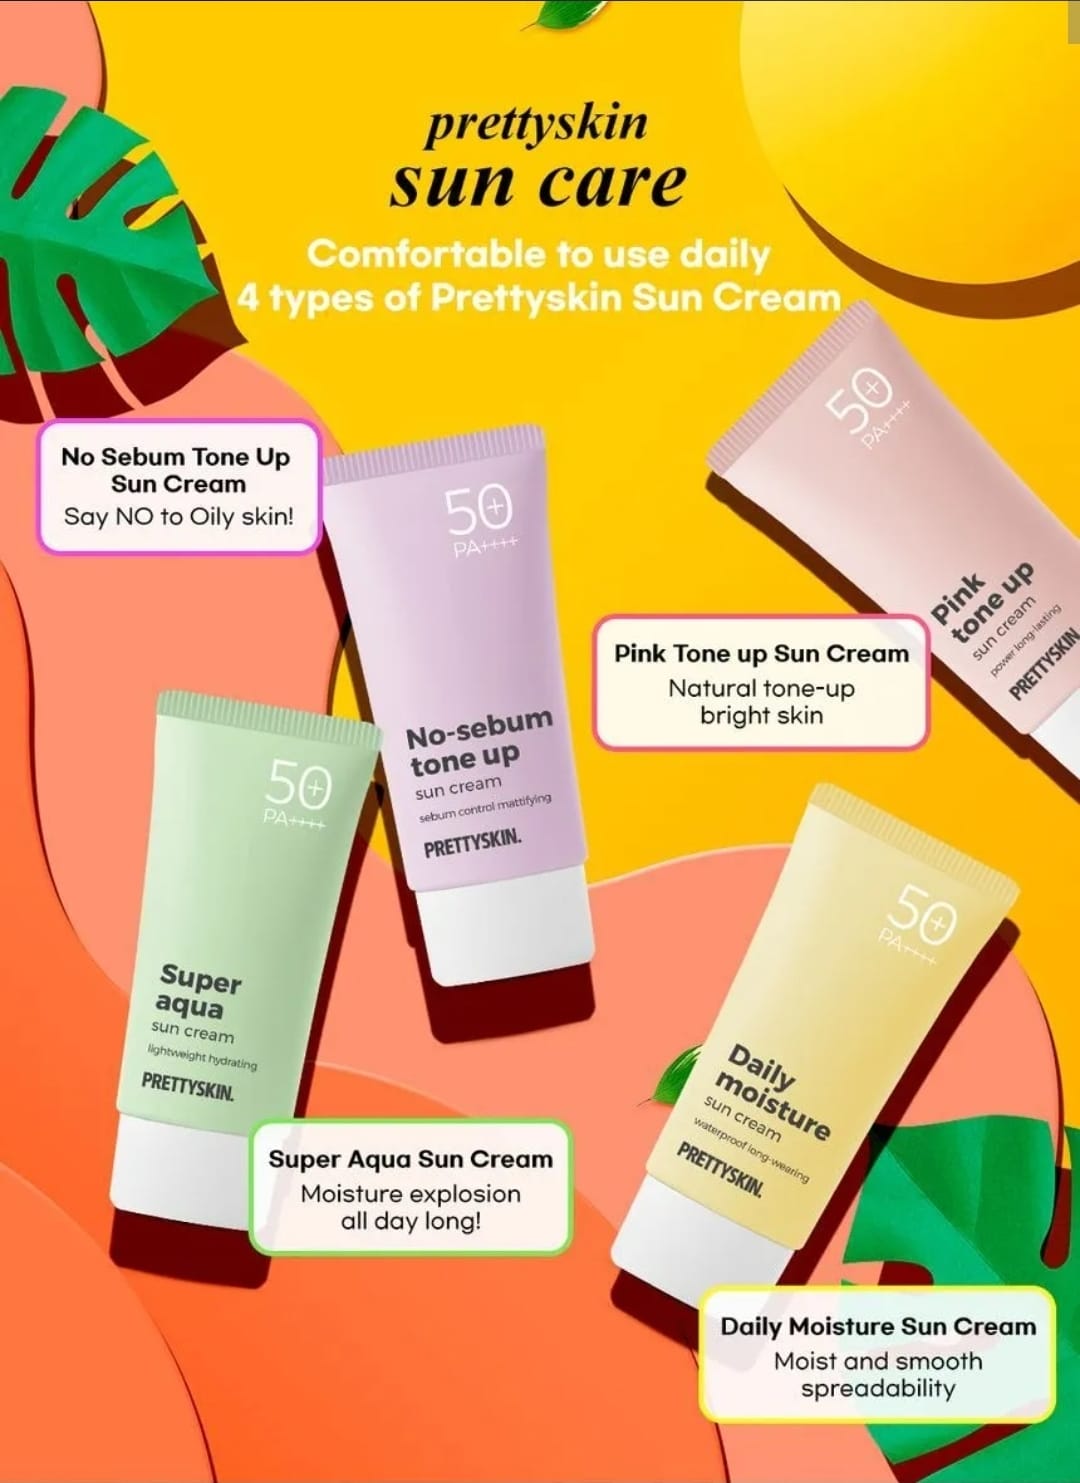 prettyskin
sun care
Comfortable to use daily
4 types of Prettyskin Sun Cream
No Sebum Tone Up
Sun Cream
Say NO to Oily skin!
50+
PA++++
No-sebum
tone up
sun cream
sebum control mattifying
PRETTYSKIN.
50+
PA++++
Pink
tone up
sun cream
power long-lasting
PRETTYSKIN
Pink Tone up Sun Cream
Natural tone-up
bright skin
50+
PA++++
Super
aqua
sun cream
lightweight hydrating
PRETTYSKIN.
Super Aqua Sun Cream
Moisture explosion
all day long!
50+
PA++++
Daily
moisture
sun cream
waterproof long-wearing
PRETTYSKIN.
Daily Moisture Sun Cream
Moist and smooth
spreadability